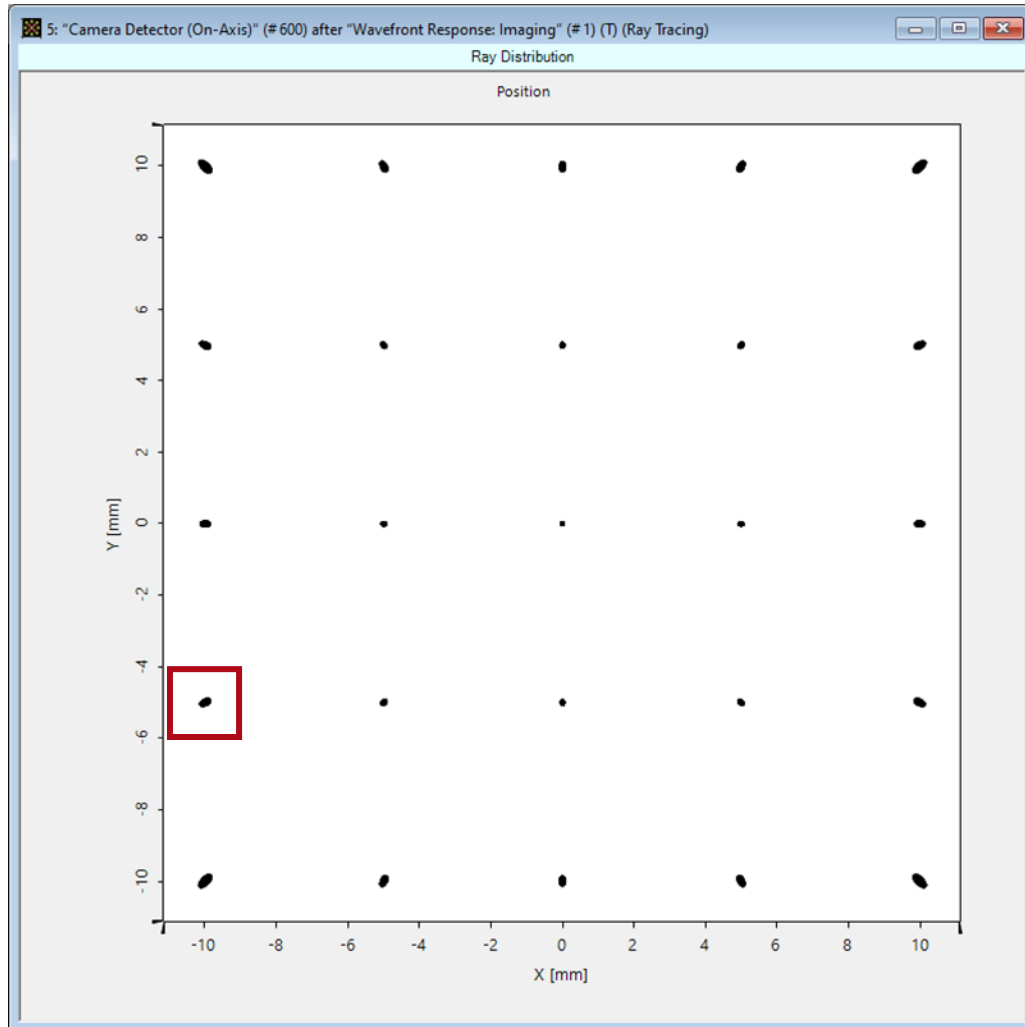 5: “Camera Detector (On-Axis)” (# 600) after “Wavefront Response: Imaging” (# 1) (T) (Ray Tracing)
Ray Distribution
Position
10
8
6
4
2
0
-2
-4
-6
-8
-10
Y [mm]
-10 -8 -6 -4 -2 0 2 4 6 8 10
X [mm]